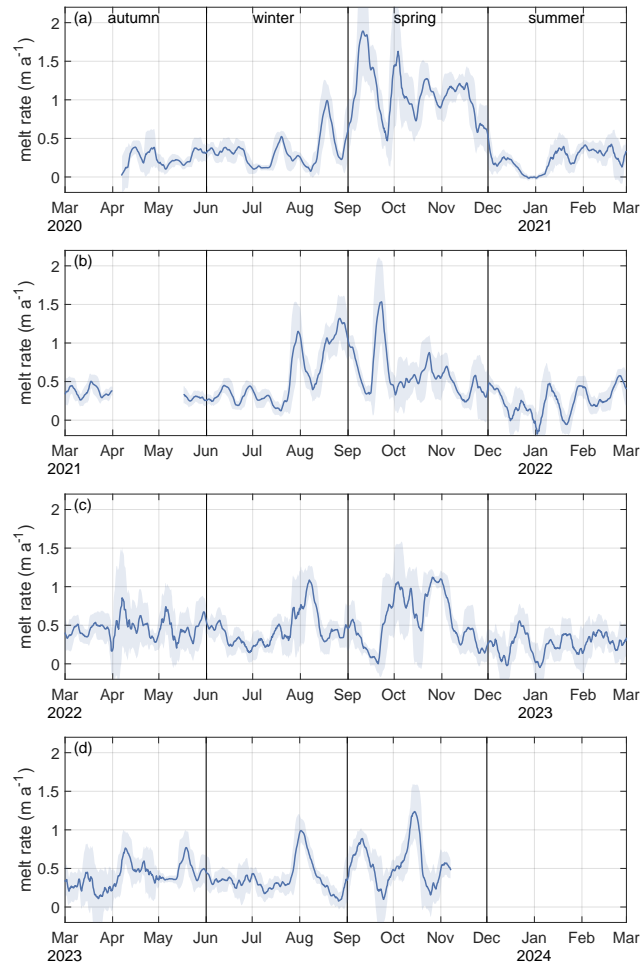 (a) autumn winter spring summer
2
1.5
1
0.5
0
melt rate (m a⁻¹)
Mar Apr May Jun Jul Aug Sep Oct Nov Dec Jan Feb Mar
2020 2021
(b)
2
1.5
1
0.5
0
melt rate (m a⁻¹)
Mar Apr May Jun Jul Aug Sep Oct Nov Dec Jan Feb Mar
2021 2022
(c)
2
1.5
1
0.5
0
melt rate (m a⁻¹)
Mar Apr May Jun Jul Aug Sep Oct Nov Dec Jan Feb Mar
2022 2023
(d)
2
1.5
1
0.5
0
melt rate (m a⁻¹)
Mar Apr May Jun Jul Aug Sep Oct Nov Dec Jan Feb Mar
2023 2024